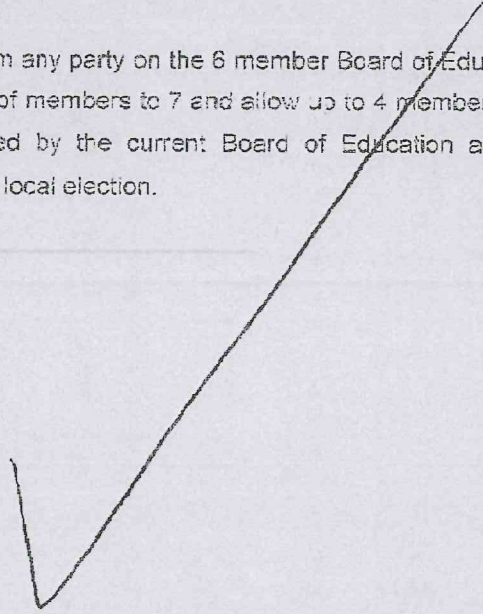 m any party on the 6 member Board of Edu
of members to 7 and allow up to 4 member
ed by the current Board of Education a
local election.